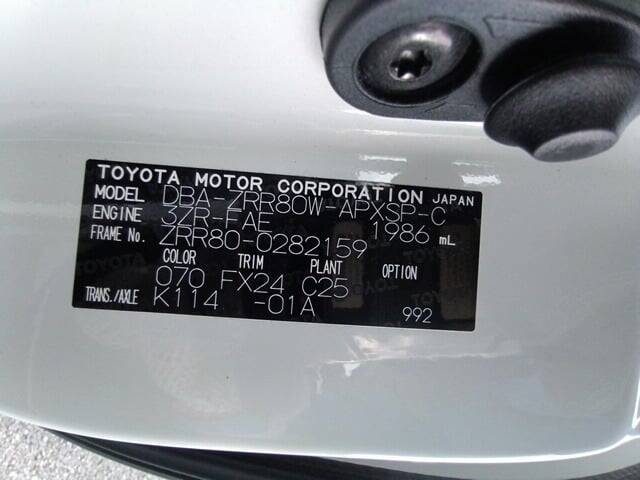 TOYOTA MOTOR CORPORATION JAPAN
MODEL DBA-ZRR80W-APXSP-C
ENGINE 3ZR-FAE 1986 mL
FRAME No. ZRR80-0282159
COLOR TRIM PLANT OPTION
070 FX24 C25
TRANS./AXLE K114 -01A
992